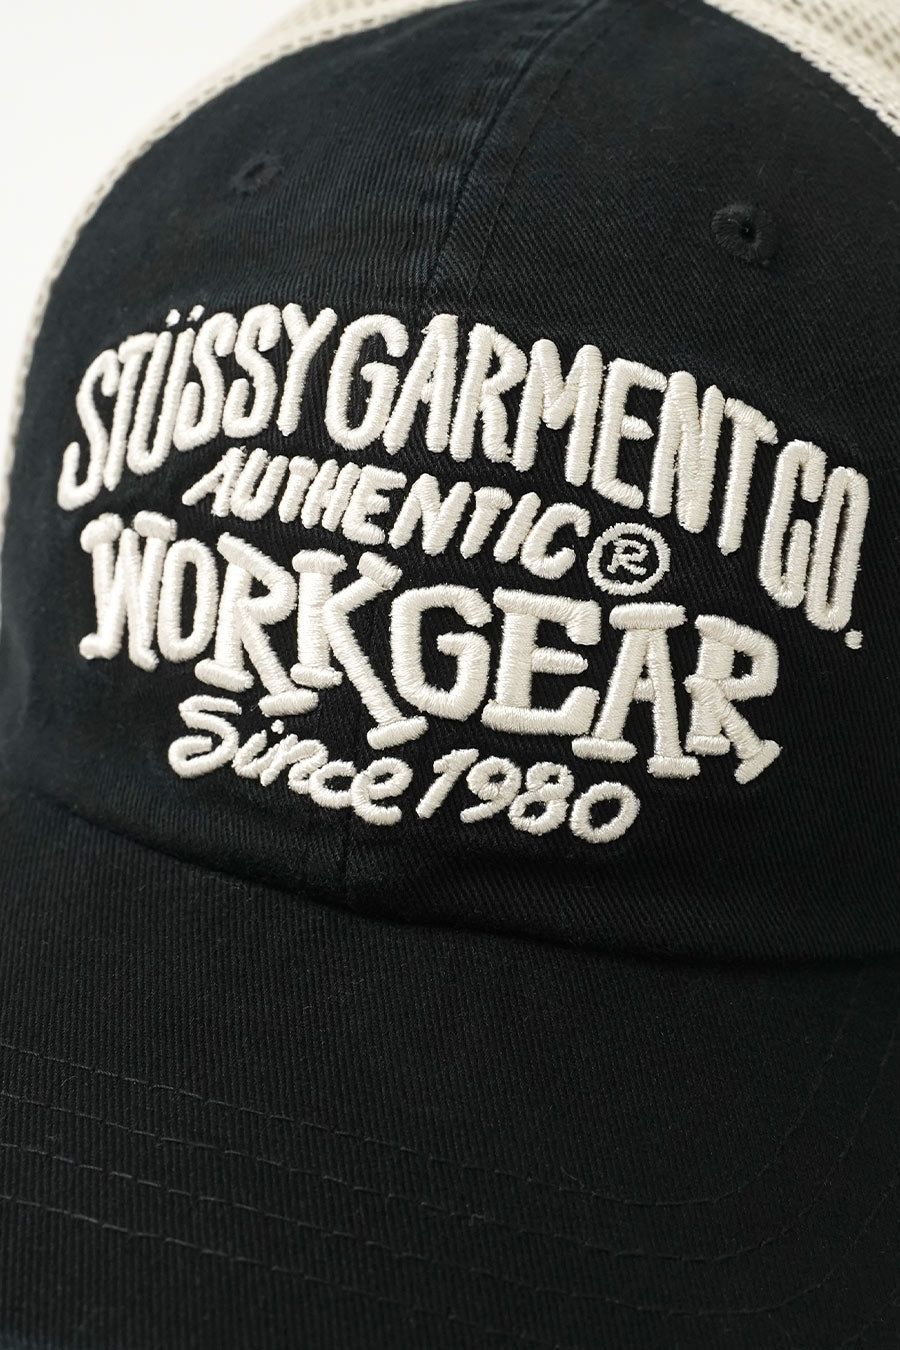 STÜSSY GARMENT CO.
AUTHENTIC®
WORKGEAR
Since 1980